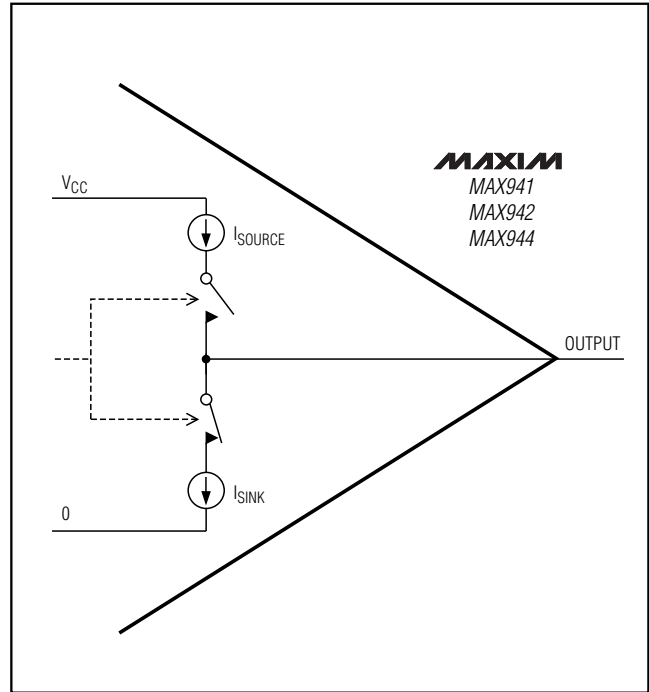 MAXIM
MAX941
MAX942
MAX944
VCC
ISOURCE
OUTPUT
ISINK
0